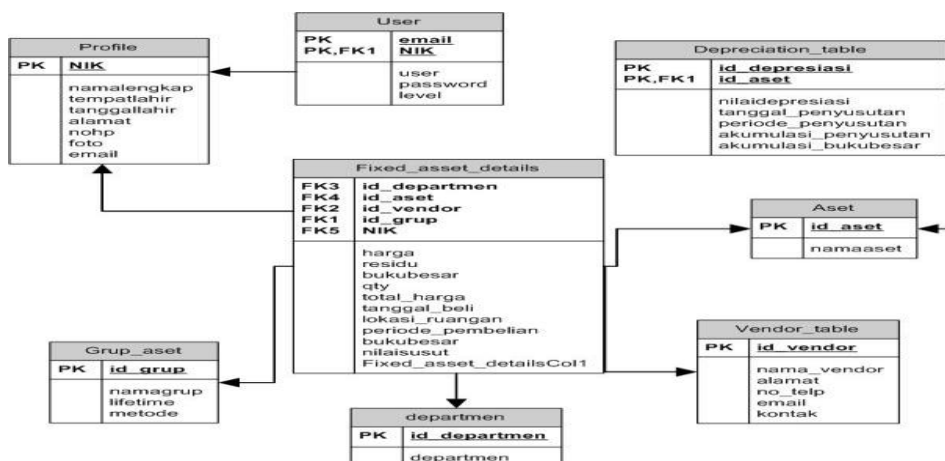 User
PK email
PK,FK1 NIK
user
password
level
Profile
PK NIK
namalengkap
tempatlahir
tanggallahir
alamat
nohp
foto
email
Depreciation_table
PK id_depresiasi
PK,FK1 id_aset
nilaidepresiasi
tanggal_penyusutan
periode_penyusutan
akumulasi_penyusutan
akumulasi_bukubesar
Fixed_asset_details
FK3 id_departmen
FK4 id_aset
FK2 id_vendor
FK1 id_grup
FK5 NIK
harga
residu
bukubesar
qty
total_harga
tanggal_beli
lokasi_ruangan
periode_pembelian
bukubesar
nilaisusut
Fixed_asset_detailsCol1
Aset
PK id_aset
namaaset
Grup_aset
PK id_grup
namagrup
lifetime
metode
Vendor_table
PK id_vendor
nama_vendor
alamat
no_telp
email
kontak
departmen
PK id_departmen
departmen